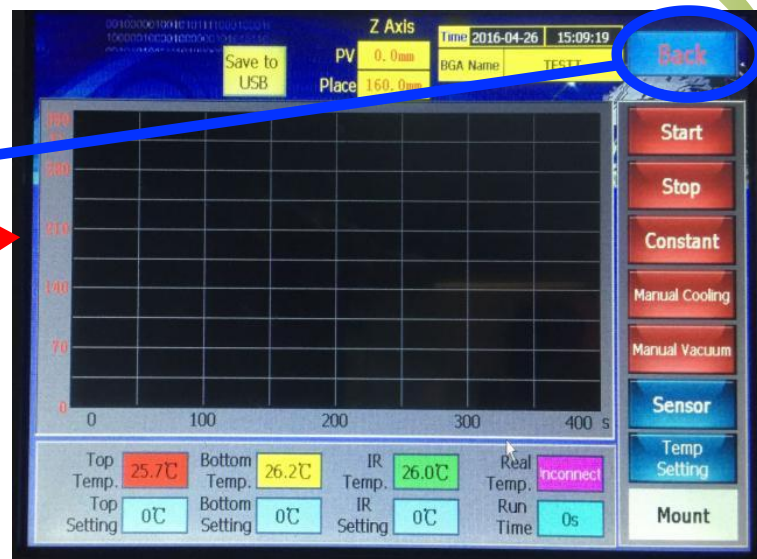 Z Axis
Time 2016-04-26 15:09:19
Save to
USB
PV 0.0mm
BGA Name TESTT
Place 160.0mm
Back
Start
Stop
Constant
Manual Cooling
Manual Vacuum
Sensor
Temp
Setting
Mount
280
210
140
70
0
0 100 200 300 400 s
Top
Temp.
25.7℃
Bottom
Temp.
26.2℃
IR
Temp.
26.0℃
Real
Temp.
nconnect
Top
Setting
0℃
Bottom
Setting
0℃
IR
Setting
0℃
Run
Time
0s